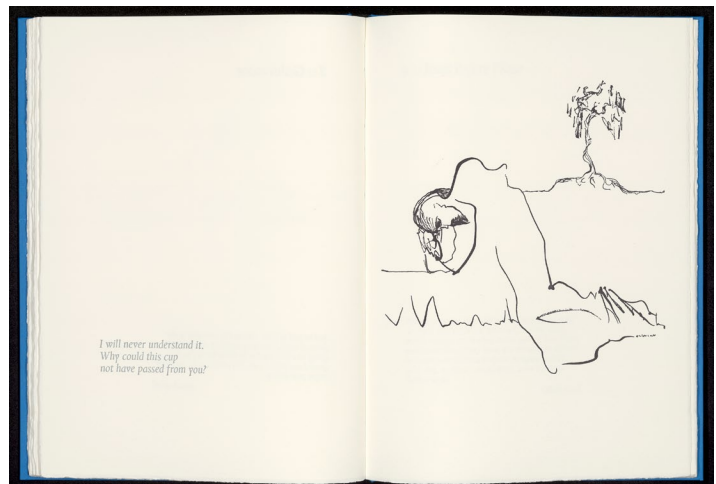 I will never understand it.
Why could this cup
not have passed from you?